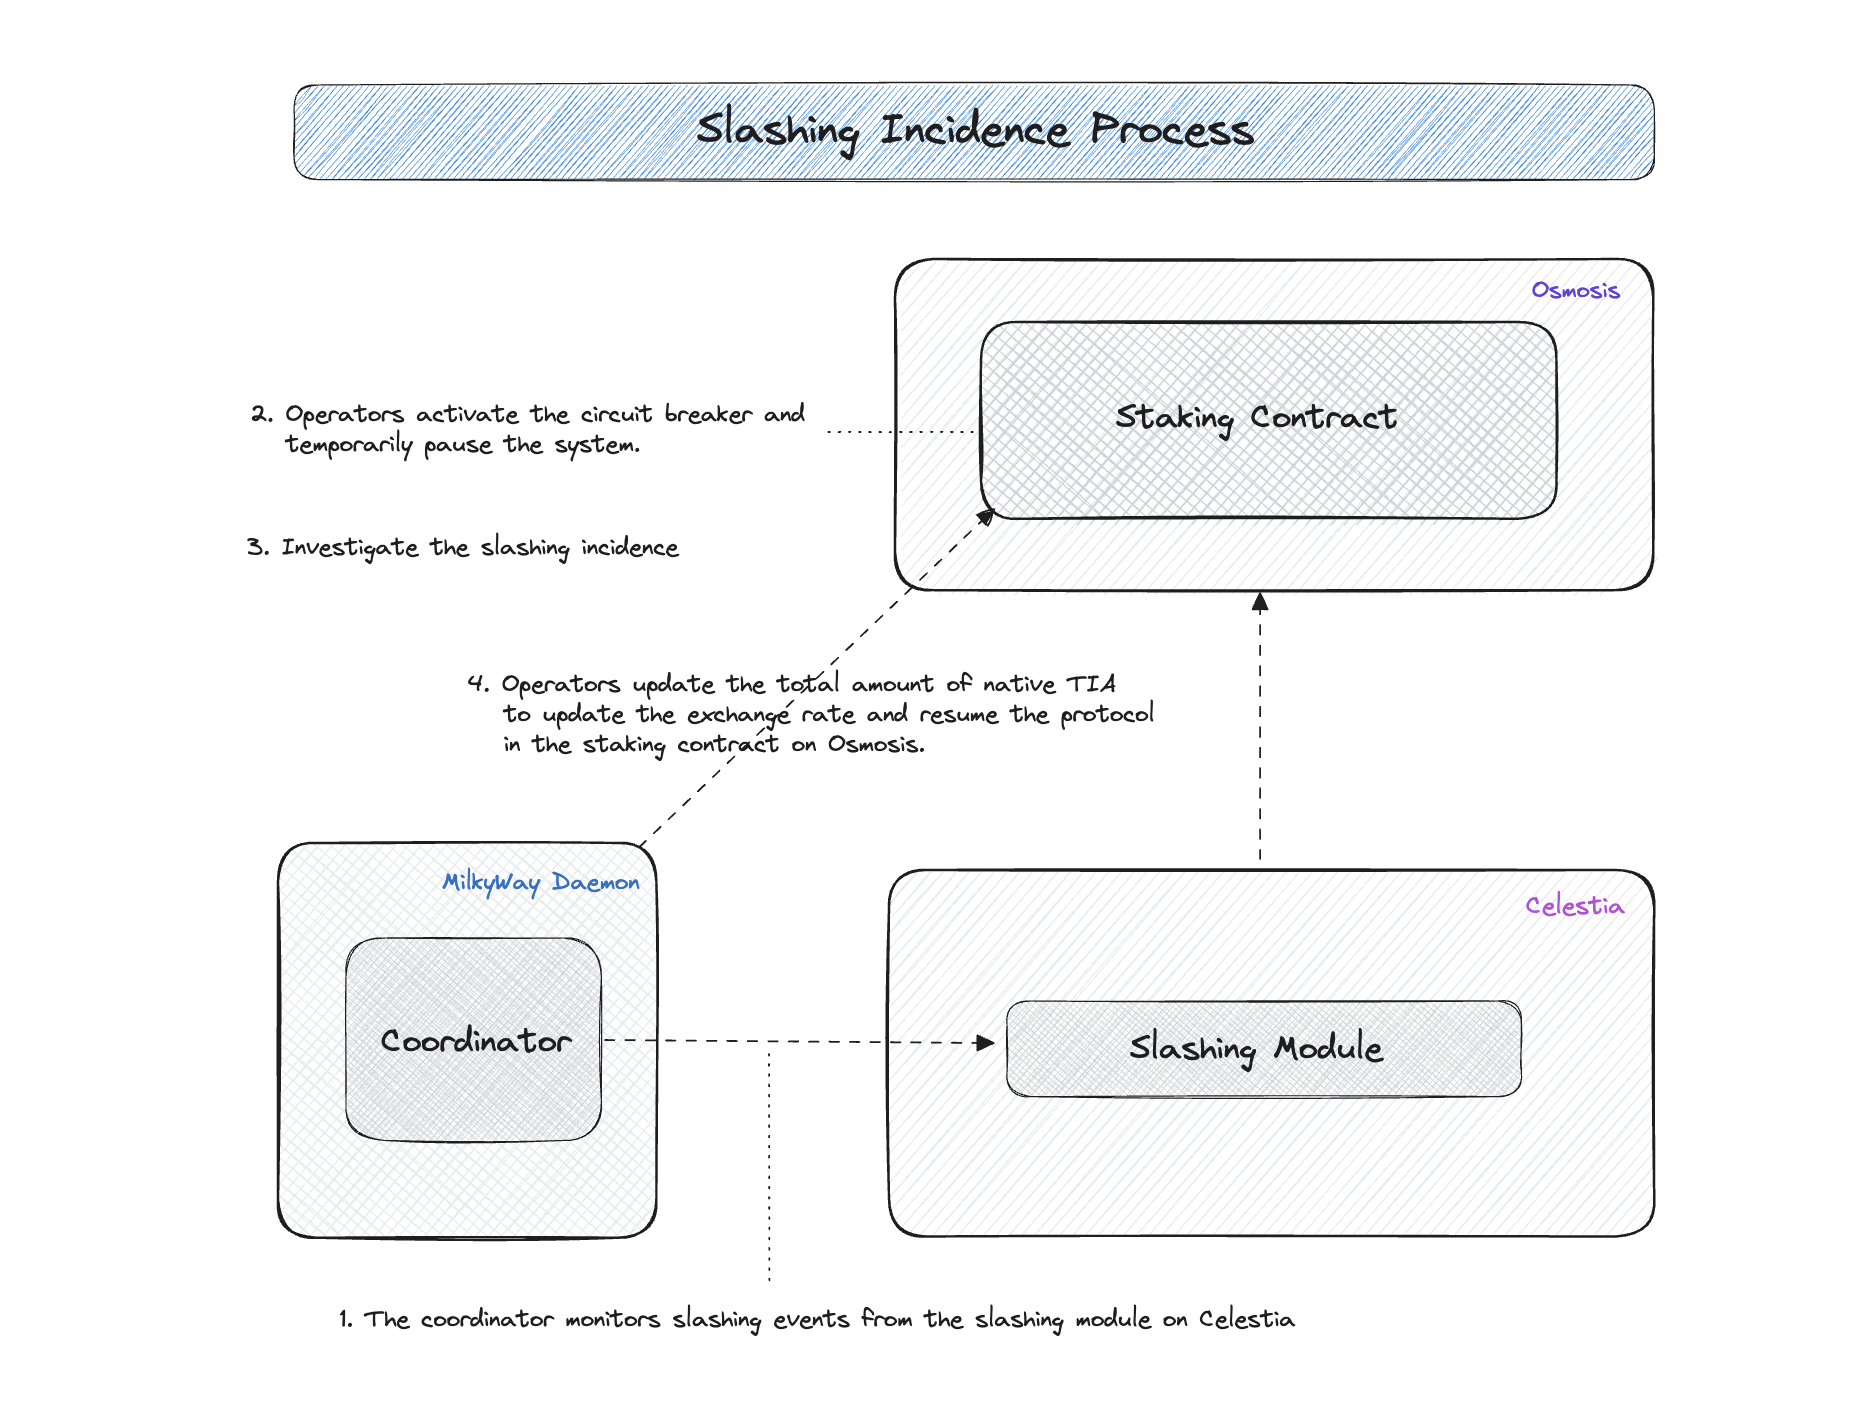 Slashing Incidence Process
Osmosis
Staking Contract
2. Operators activate the circuit breaker and
temporarily pause the system.
3. Investigate the slashing incidence
4. Operators update the total amount of native TIA
to update the exchange rate and resume the protocol
in the staking contract on Osmosis.
MilkyWay Daemon
Coordinator
Celestia
Slashing Module
1. The coordinator monitors slashing events from the slashing module on Celestia